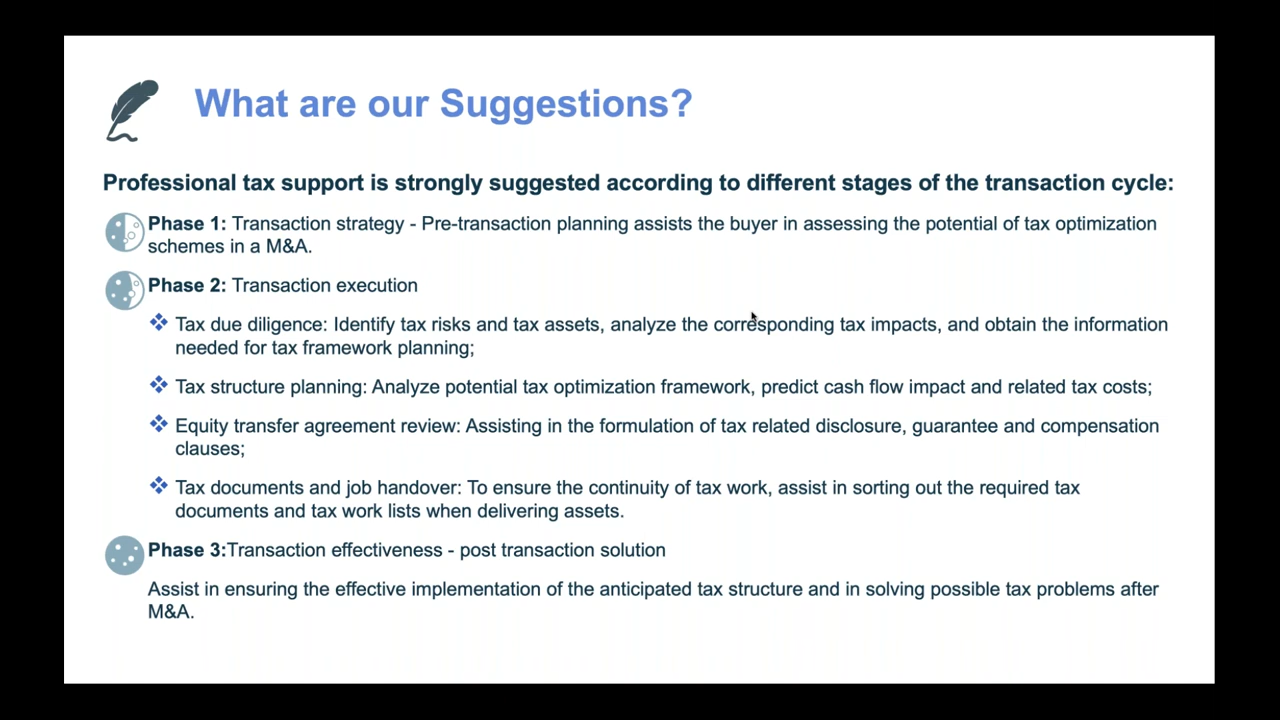 What are our Suggestions?
Professional tax support is strongly suggested according to different stages of the transaction cycle:
Phase 1: Transaction strategy - Pre-transaction planning assists the buyer in assessing the potential of tax optimization
schemes in a M&A.
Phase 2: Transaction execution
Tax due diligence: Identify tax risks and tax assets, analyze the corresponding tax impacts, and obtain the information
needed for tax framework planning;
Tax structure planning: Analyze potential tax optimization framework, predict cash flow impact and related tax costs;
Equity transfer agreement review: Assisting in the formulation of tax related disclosure, guarantee and compensation
clauses;
Tax documents and job handover: To ensure the continuity of tax work, assist in sorting out the required tax
documents and tax work lists when delivering assets.
Phase 3:Transaction effectiveness - post transaction solution
Assist in ensuring the effective implementation of the anticipated tax structure and in solving possible tax problems after
M&A.